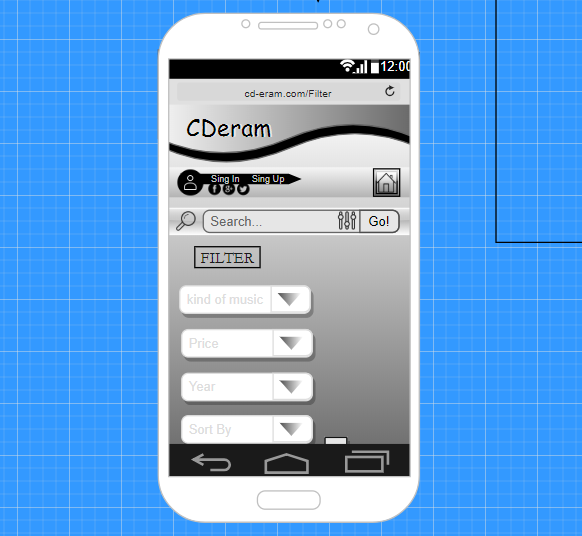 12:00
cd-eram.com/Filter
CDeram
Sing In Sing Up
Search... Go!
FILTER
kind of music
Price
Year
Sort By